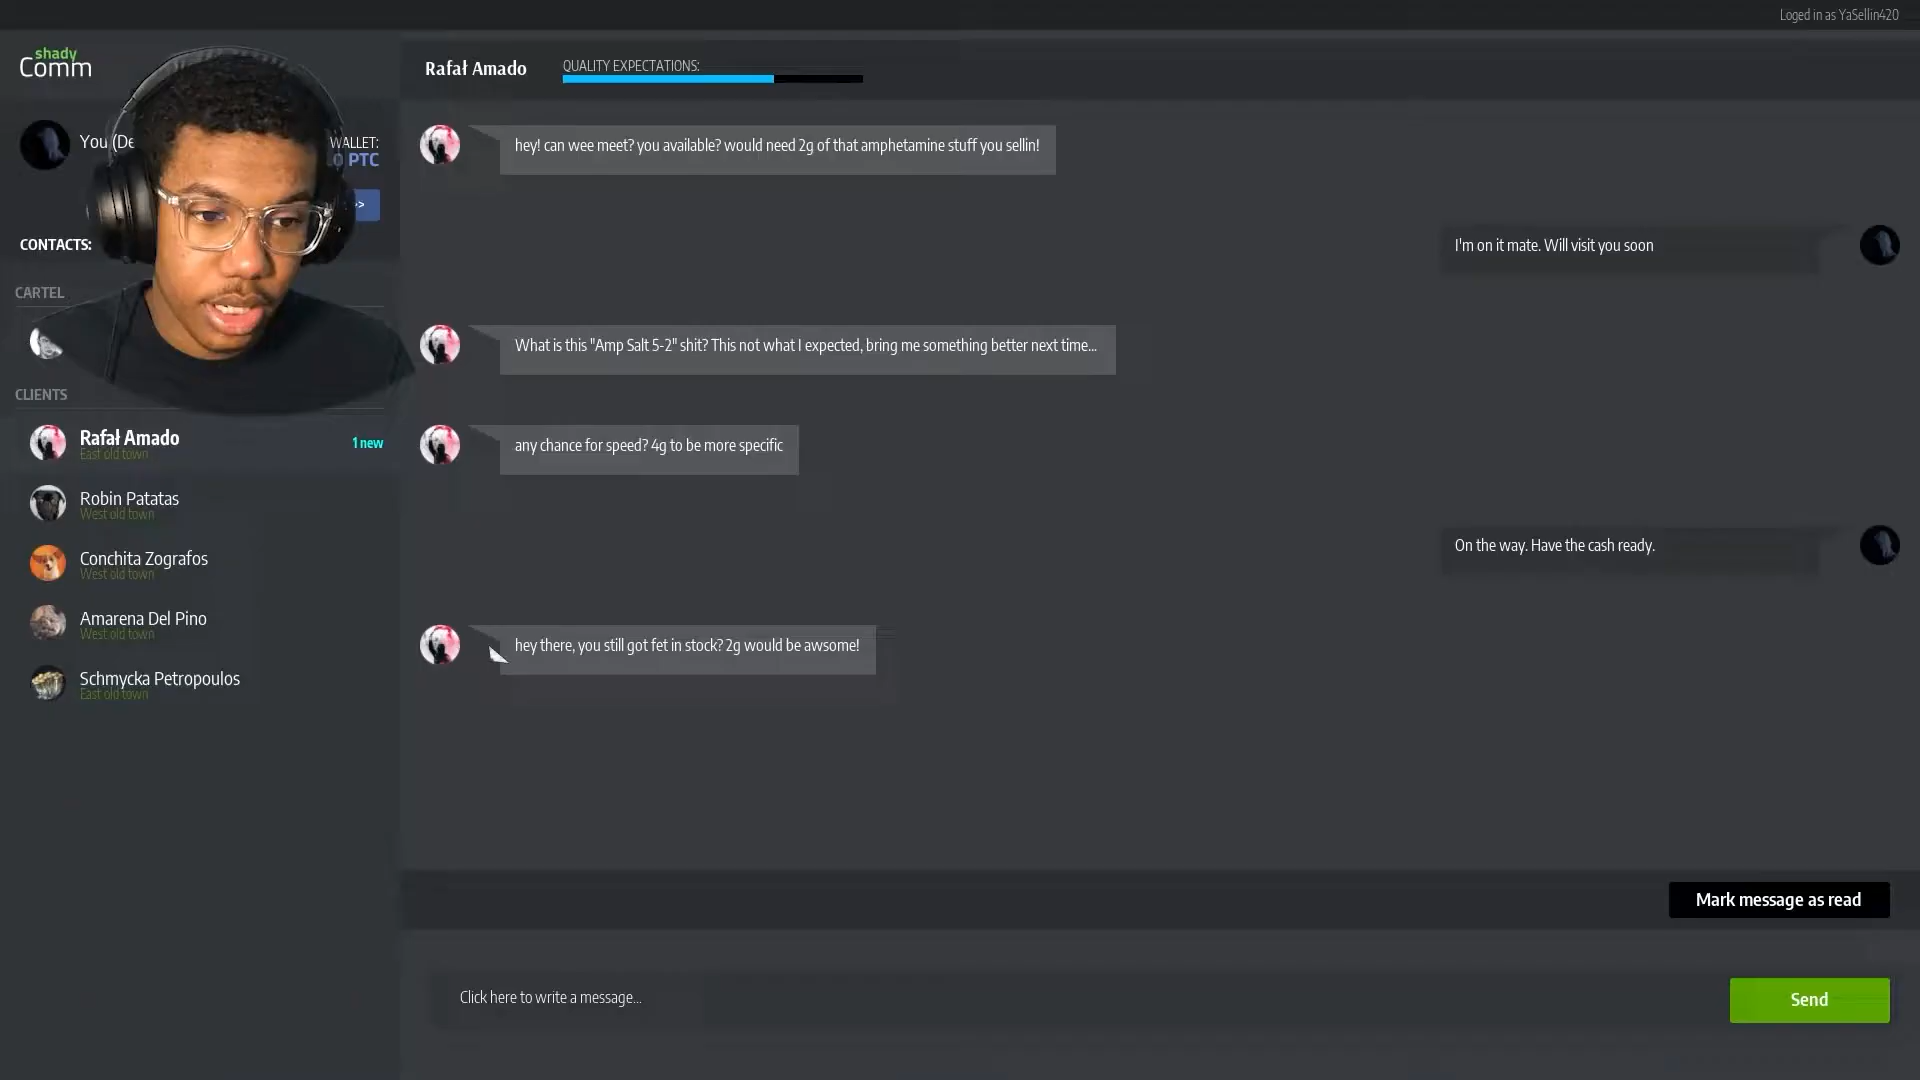 Loged in as YaSellin420
shady
Comm
Rafał Amado
QUALITY EXPECTATIONS:
You (De
WALLET:
0 PTC
>>
CONTACTS:
CARTEL
CLIENTS
Rafał Amado
East old town
1 new
Robin Patatas
West old town
Conchita Zografos
West old town
Amarena Del Pino
West old town
Schmycka Petropoulos
East old town
hey! can wee meet? you available? would need 2g of that amphetamine stuff you sellin!
I'm on it mate. Will visit you soon
What is this "Amp Salt 5-2" shit? This not what I expected, bring me something better next time...
any chance for speed? 4g to be more specific
On the way. Have the cash ready.
hey there, you still got fet in stock? 2g would be awsome!
Mark message as read
Click here to write a message...
Send